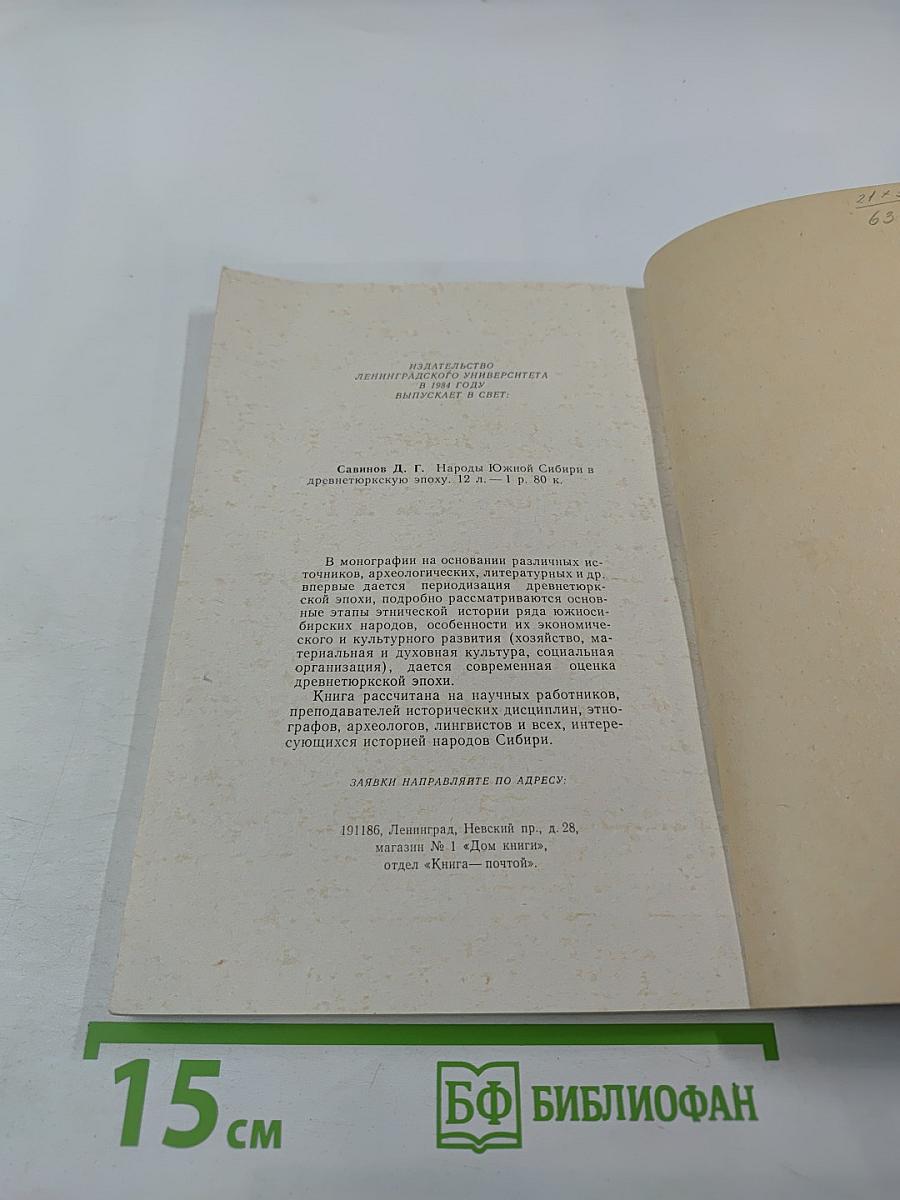 ИЗДАТЕЛЬСТВО
ЛЕНИНГРАДСКОГО УНИВЕРСИТЕТА
В 1984 ГОДУ
ВЫПУСКАЕТ В СВЕТ:
Савинов Д. Г. Народы Южной Сибири в
древнетюркскую эпоху. 12 л. — 1 р. 80 к.
В монографии на основании различных ис-
точников, археологических, литературных и др.
впервые дается периодизация древнетюрк-
ской эпохи, подробно рассматриваются основ-
ные этапы этнической истории ряда южноси-
бирских народов, особенности их экономиче-
ского и культурного развития (хозяйство, ма-
териальная и духовная культура, социальная
организация), дается современная оценка
древнетюркской эпохи.
Книга рассчитана на научных работников,
преподавателей исторических дисциплин, этно-
графов, археологов, лингвистов и всех, интере-
сующихся историей народов Сибири.
ЗАЯВКИ НАПРАВЛЯЙТЕ ПО АДРЕСУ:
191186, Ленинград, Невский пр., д. 28,
магазин № 1 «Дом книги»,
отдел «Книга — почтой».
63
15 см
БФ БИБЛИОФАН